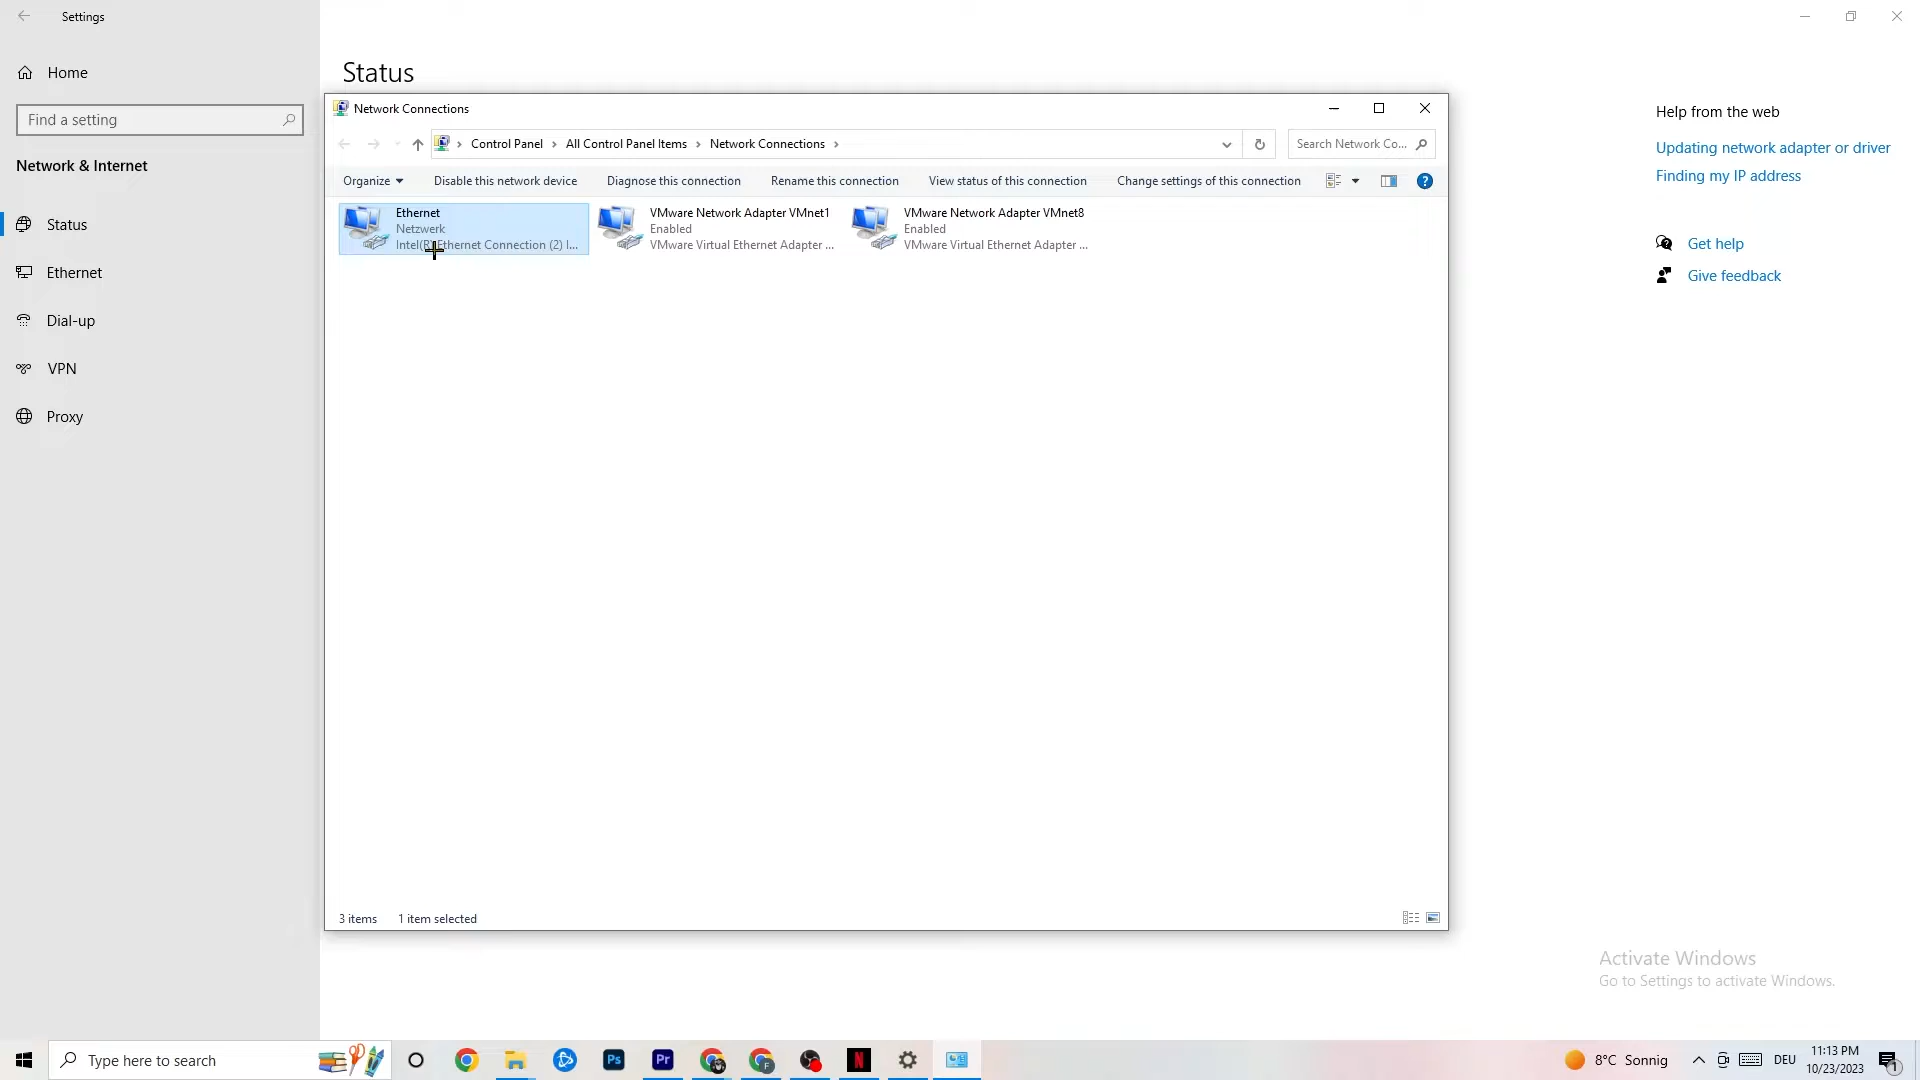 Settings
Home
Find a setting
Network & Internet
Status
Ethernet
Dial-up
VPN
Proxy
Status
Network Connections
Control Panel > All Control Panel Items > Network Connections >
Search Network Co...
Organize
Disable this network device
Diagnose this connection
Rename this connection
View status of this connection
Change settings of this connection
Ethernet
Netzwerk
Intel(R) Ethernet Connection (2) I...
VMware Network Adapter VMnet1
Enabled
VMware Virtual Ethernet Adapter ...
VMware Network Adapter VMnet8
Enabled
VMware Virtual Ethernet Adapter ...
3 items
1 item selected
Help from the web
Updating network adapter or driver
Finding my IP address
Get help
Give feedback
Activate Windows
Go to Settings to activate Windows.
Type here to search
Ps
Pr
F
N
8°C Sonnig
DEU
11:13 PM
10/23/2023
1